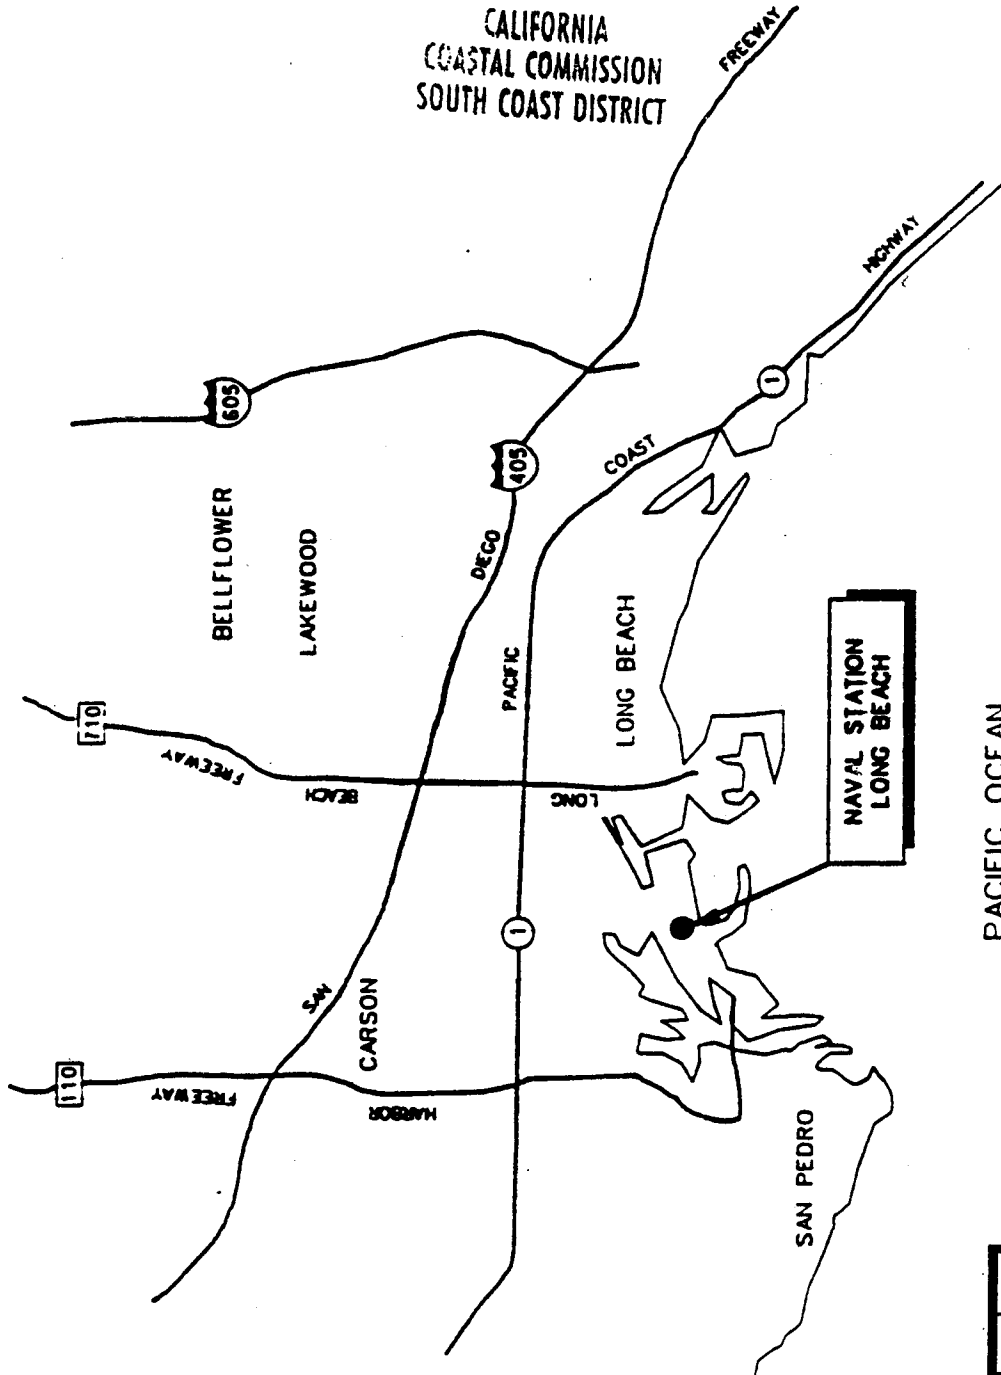 CALIFORNIA
COASTAL COMMISSION
SOUTH COAST DISTRICT
FREEWAY
HIGHWAY
605
405
1
COAST
BELLFLOWER
LAKEWOOD
DIEGO
PACIFIC
LONG BEACH
710
FREEWAY
BEACH
LONG
NAVAL STATION
LONG BEACH
1
SAN
CARSON
110
FREEWAY
HARBOR
SAN PEDRO
PACIFIC OCEAN